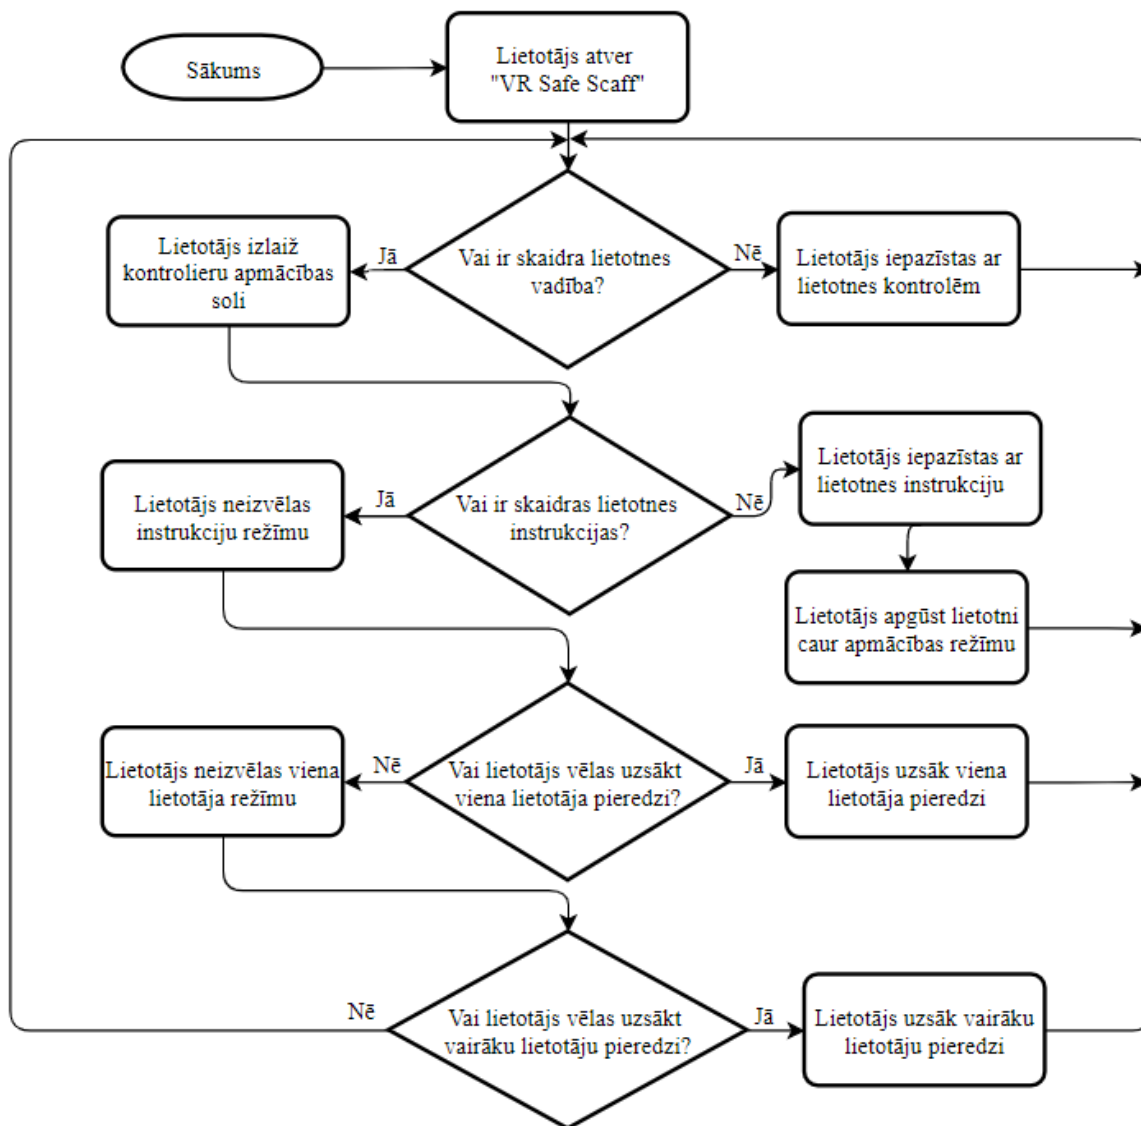 Sākums
Lietotājs atver
"VR Safe Scaff"
Lietotājs izlaiž
kontrolieru apmācības
soli
Jā
Vai ir skaidra lietotnes
vadība?
Nē
Lietotājs iepazīstas ar
lietotnes kontrolēm
Lietotājs neizvēlas
instrukciju režīmu
Jā
Vai ir skaidras lietotnes
instrukcijas?
Nē
Lietotājs iepazīstas ar
lietotnes instrukciju
Lietotājs apgūst lietotni
caur apmācības režīmu
Lietotājs neizvēlas viena
lietotāja režīmu
Nē
Vai lietotājs vēlas uzsākt
viena lietotāja pieredzi?
Jā
Lietotājs uzsāk viena
lietotāja pieredzi
Nē
Vai lietotājs vēlas uzsākt
vairāku lietotāju pieredzi?
Jā
Lietotājs uzsāk vairāku
lietotāju pieredzi